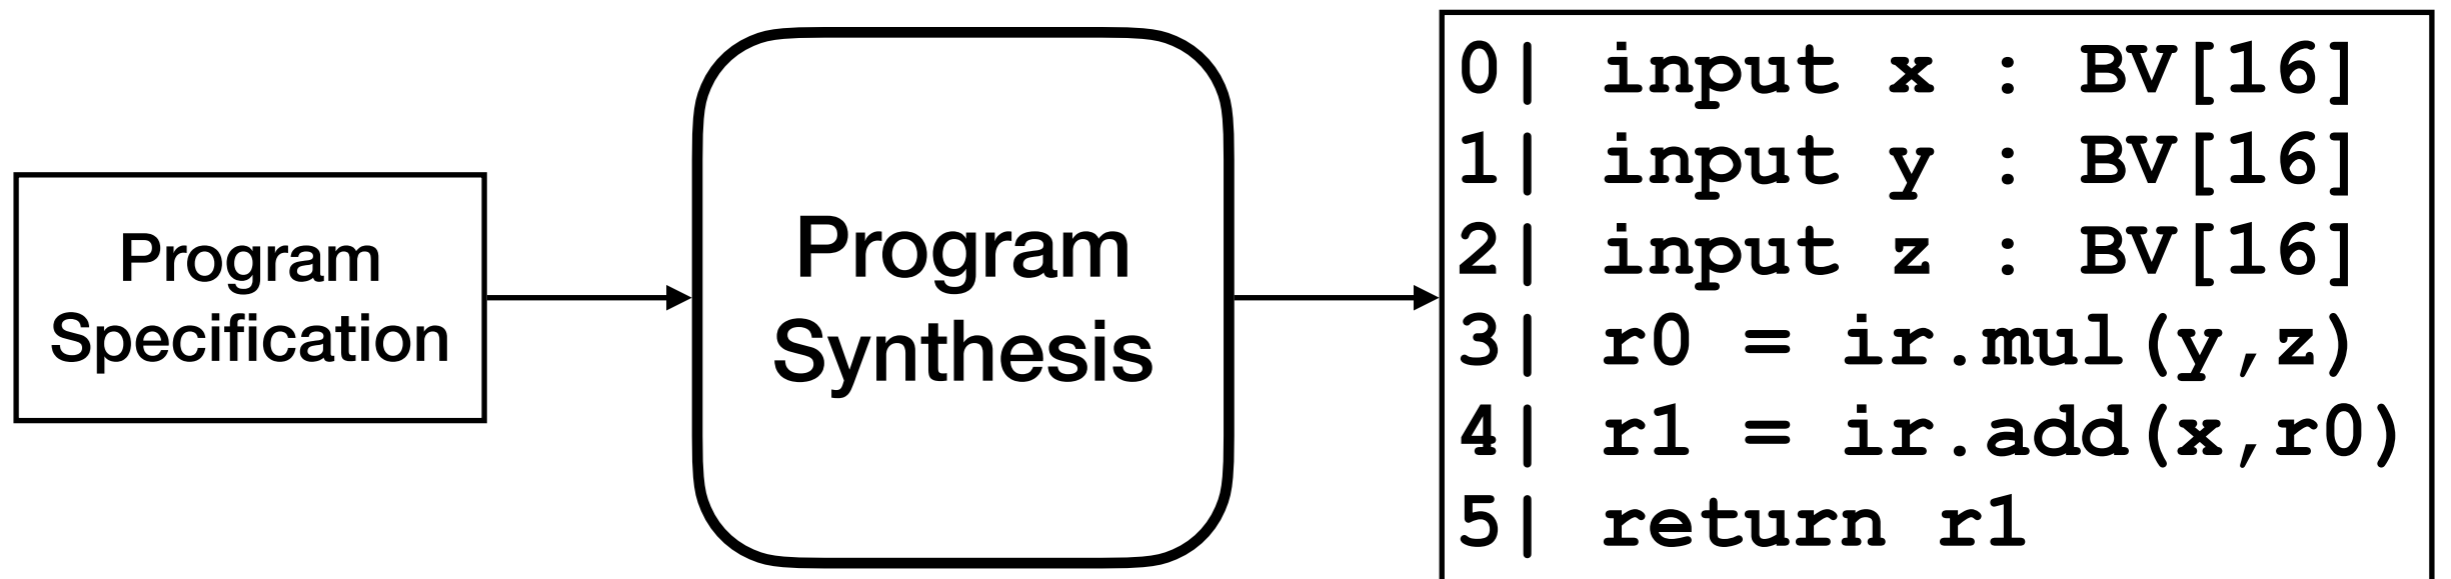 Program
Specification
Program
Synthesis
0| input x : BV[16]
1| input y : BV[16]
2| input z : BV[16]
3| r0 = ir.mul(y,z)
4| r1 = ir.add(x,r0)
5| return r1